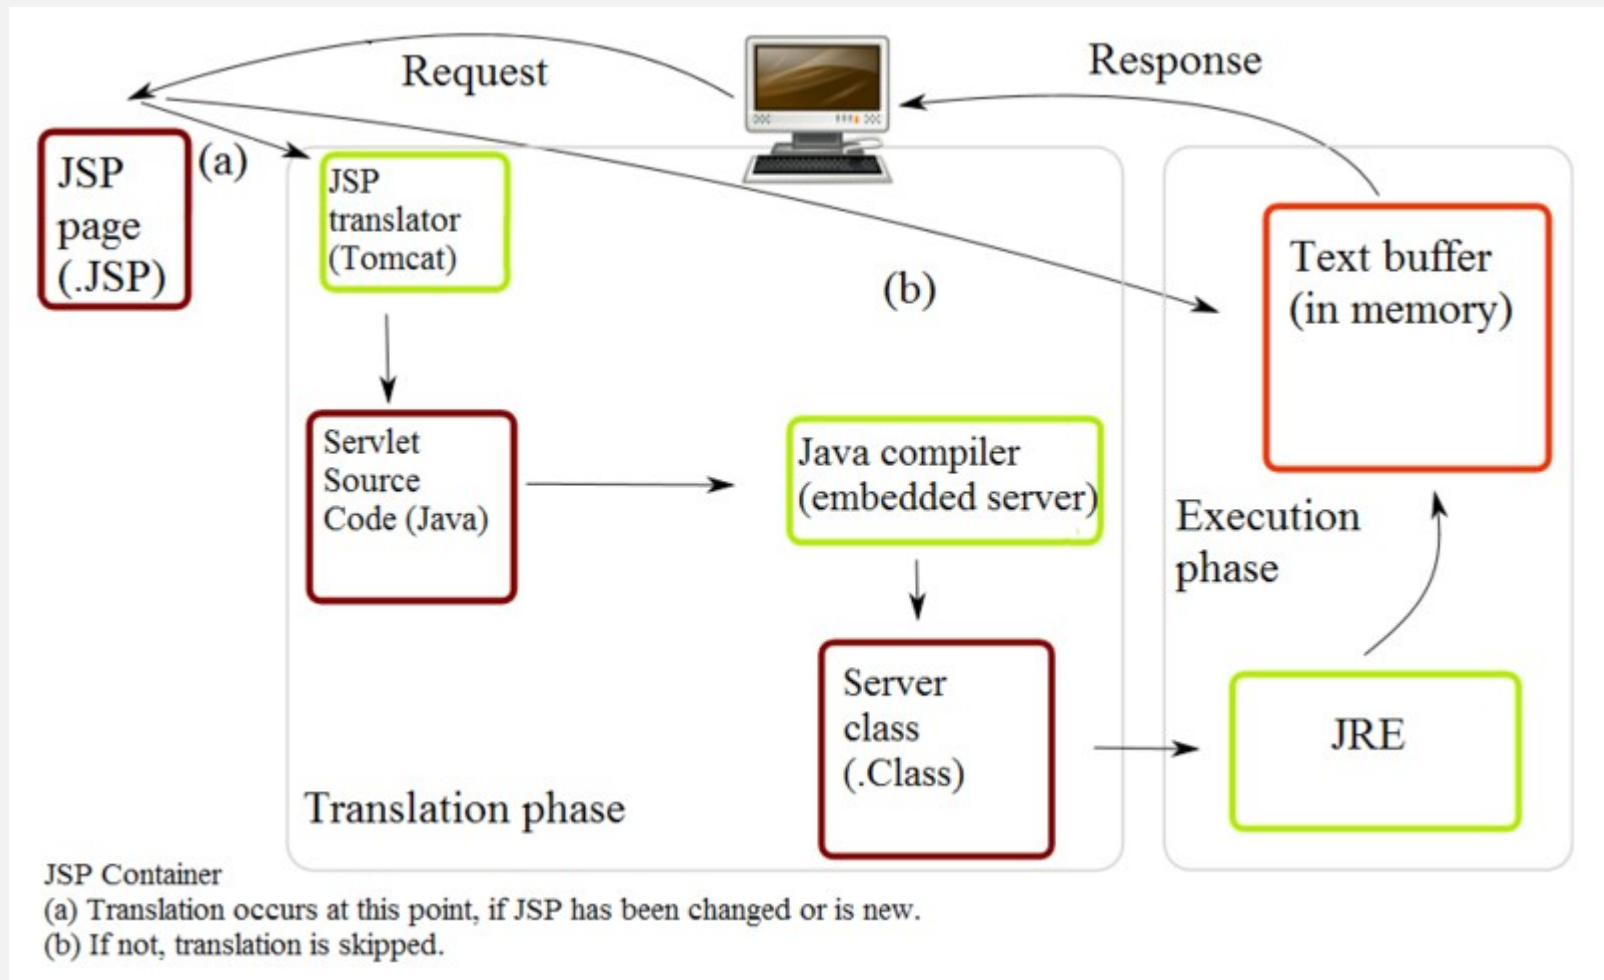 Request
Response
JSP
page
(.JSP)
(a)
JSP
translator
(Tomcat)
(b)
Text buffer
(in memory)
Servlet
Source
Code (Java)
Java compiler
(embedded server)
Execution
phase
Server
class
(.Class)
JRE
Translation phase
JSP Container
(a) Translation occurs at this point, if JSP has been changed or is new.
(b) If not, translation is skipped.